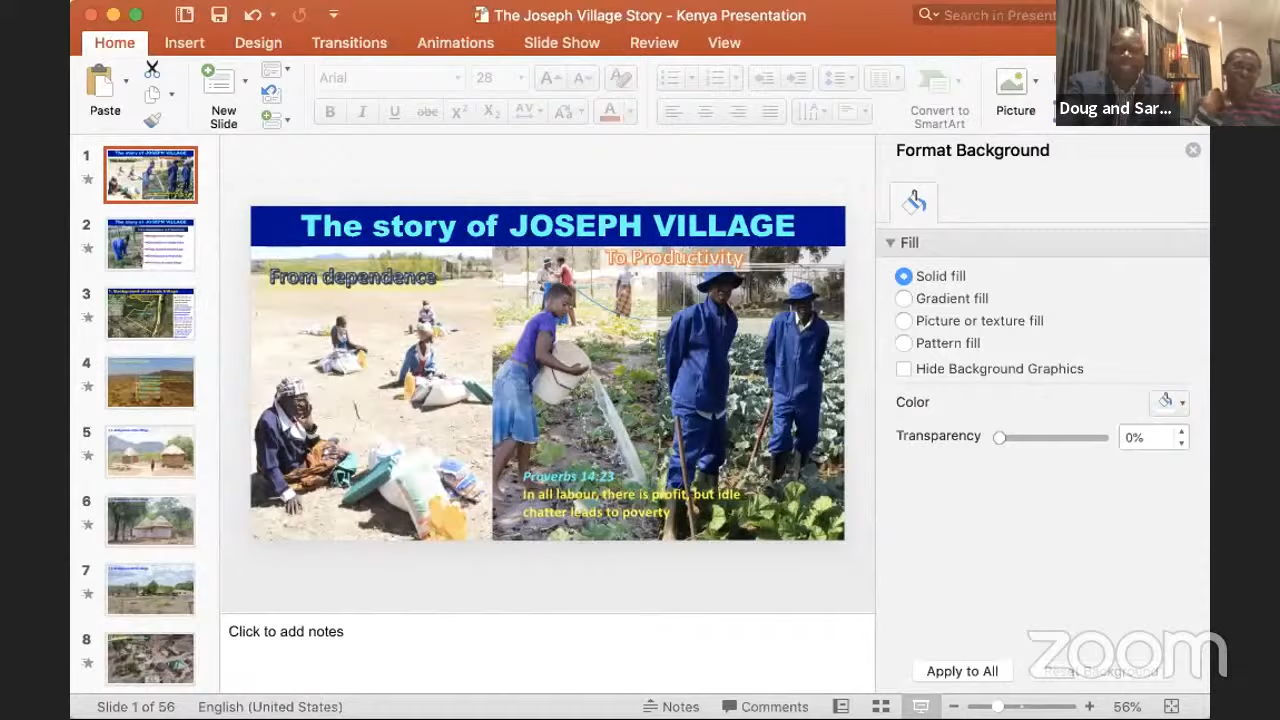 The Joseph Village Story - Kenya Presentation
Search in Present
Home Insert Design Transitions Animations Slide Show Review View
Paste
New
Slide
Arial 28
Convert to
SmartArt
Picture
Doug and Sar...
1
2
3
4
5
6
7
8
The story of JOSEPH VILLAGE
From dependence
To Productivity
Proverbs 14:23
In all labour, there is profit, but idle
chatter leads to poverty
Click to add notes
Format Background
Fill
Solid fill
Gradient fill
Picture or texture fill
Pattern fill
Hide Background Graphics
Color
Transparency 0%
Apply to All
Reset Background
zoom
Slide 1 of 56 English (United States) Notes Comments 56%